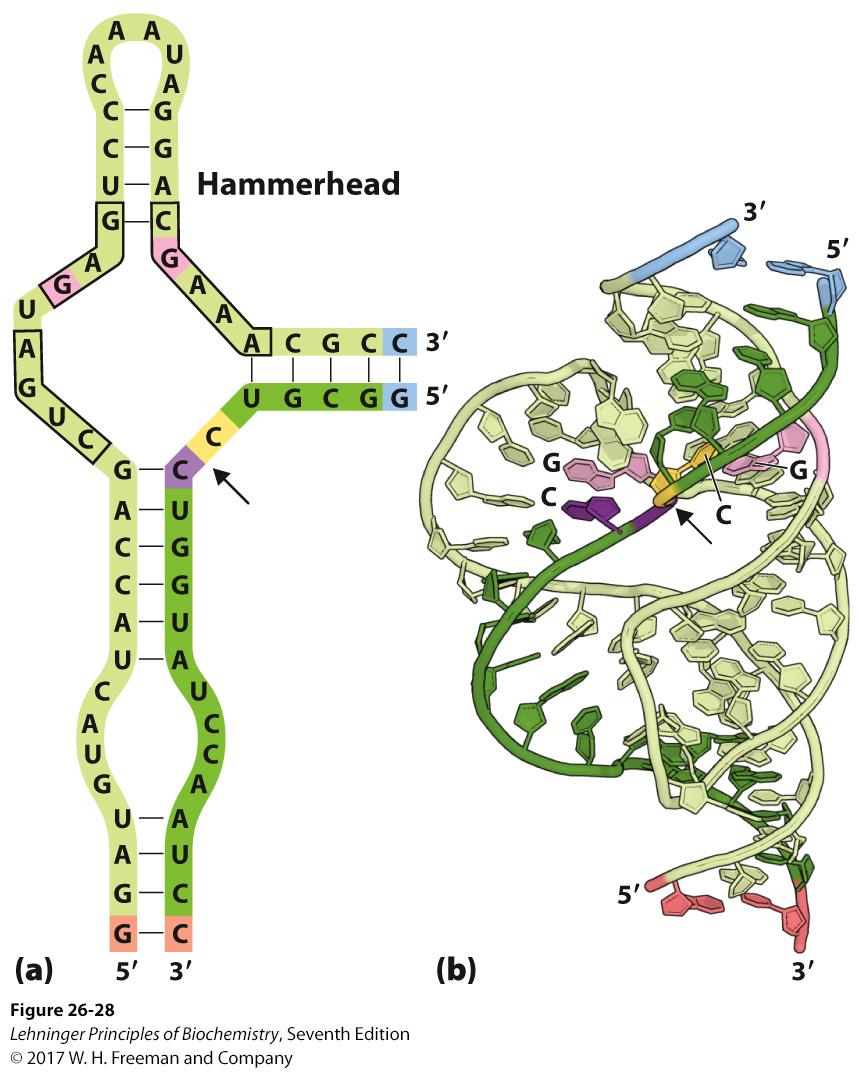 A A
A U
C A
C G
C G
U A
Hammerhead
G C
A G
G A
U A
A A C G C C 3′
G U G C G G 5′
U C
C
G C
A U
C G
C G
A U
U A
C U
A C
U C
G A
U A
A U
G C
G C
(a) 5′ 3′
3′
5′
G G
C
C
5′
(b) 3′
Figure 26-28
Lehninger Principles of Biochemistry, Seventh Edition
© 2017 W. H. Freeman and Company